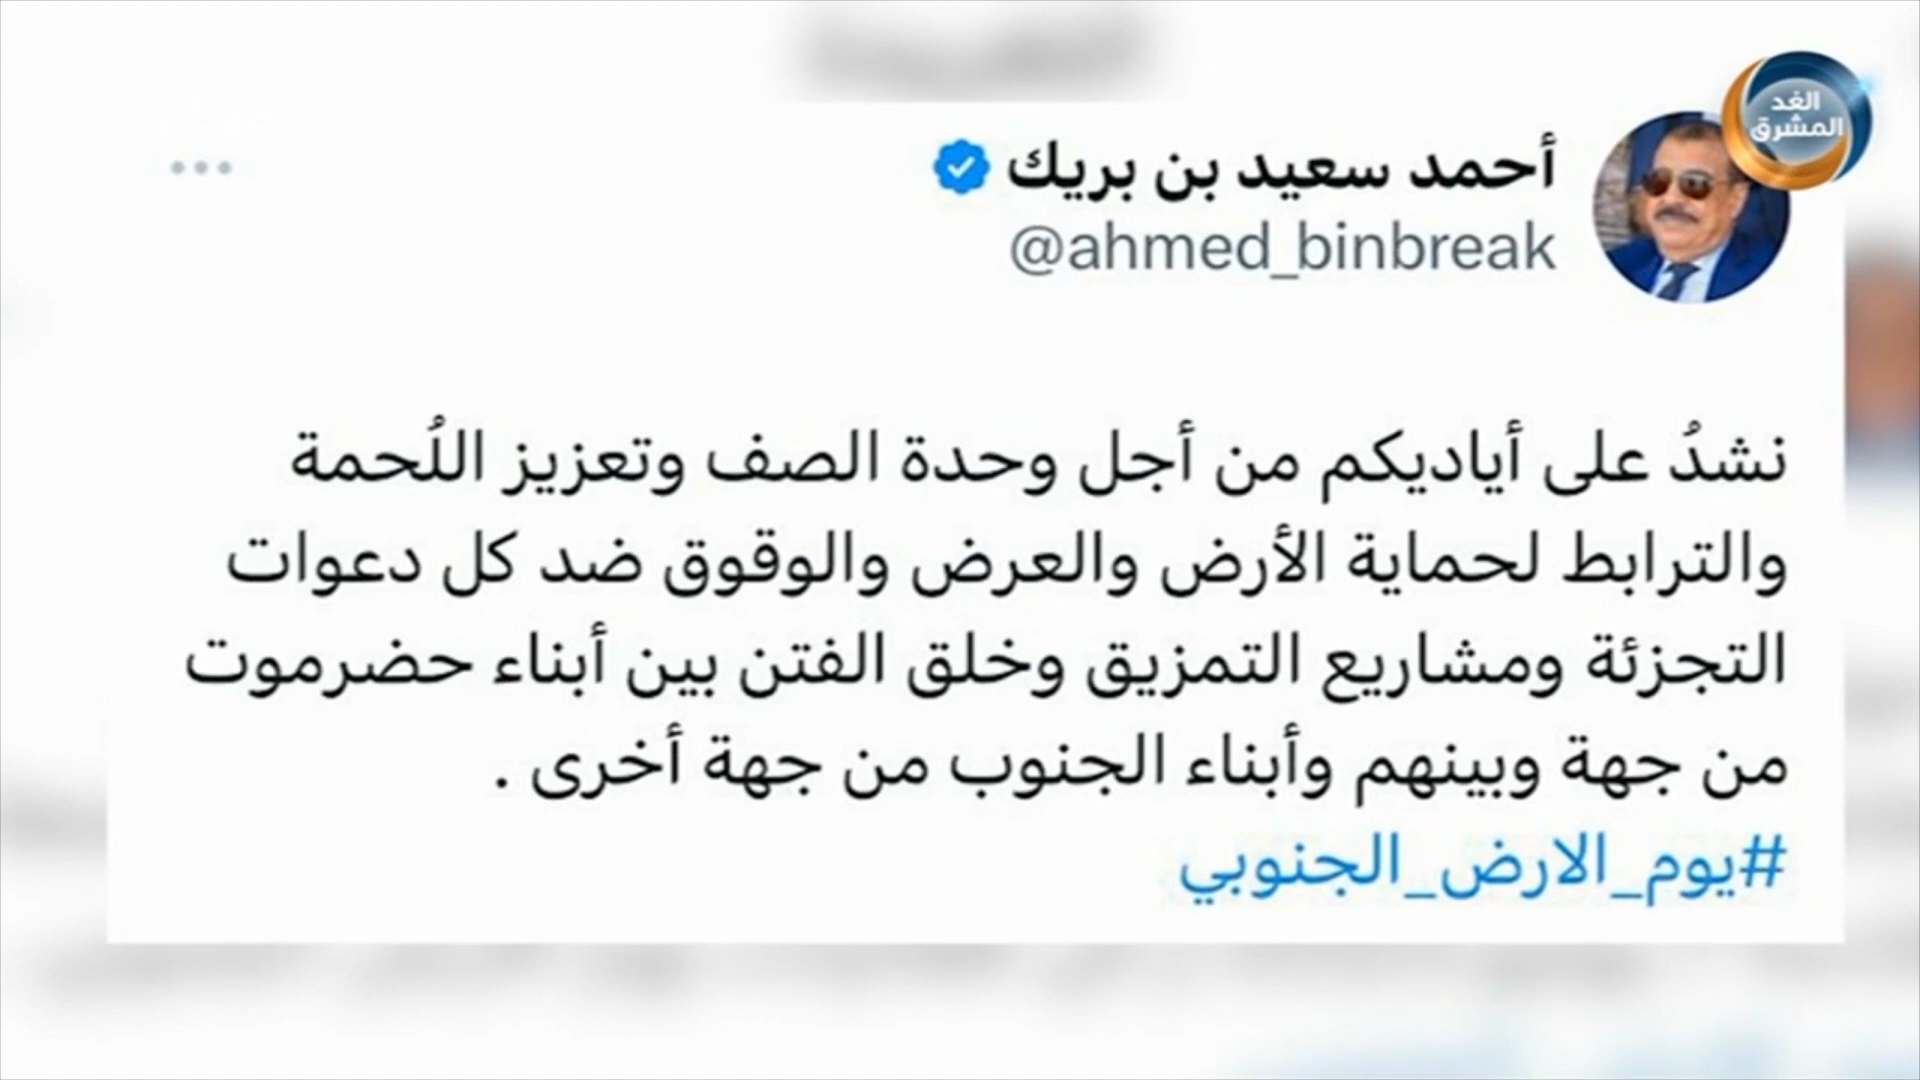 الغد
المشرق
أحمد سعيد بن بريك
@ahmed_binbreak
نشدُ على أياديكم من أجل وحدة الصف وتعزيز اللُحمة
والترابط لحماية الأرض والعرض والوقوق ضد كل دعوات
التجزئة ومشاريع التمزيق وخلق الفتن بين أبناء حضرموت
من جهة وبينهم وأبناء الجنوب من جهة أخرى .
#يوم_الارض_الجنوبي